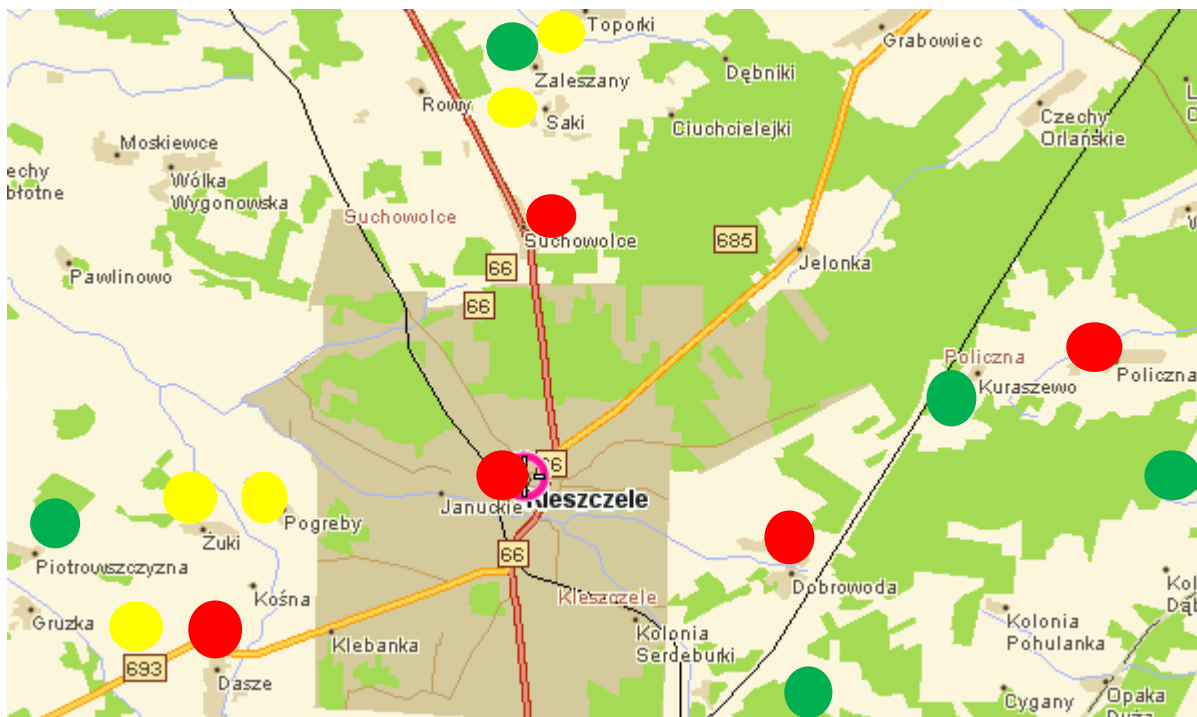 Toporki
Grabowiec
Zaleszany
Dębniki
Rowy
Saki
Ciuchcielejki
Czechy
Orlańskie
Moskiewce
Wólka
Wygonowska
Suchowolce
Suchowolce
685
66
Jelonka
Pawlinowo
66
Policzna
Kuraszewo
Policzna
66
Kleszczele
Januckie
Pogreby
Żuki
66
Piotrowszczyzna
Dobrowoda
Kośna
Kleszczele
Gruzka
Klebanka
Kolonia
Serdeburki
Kolonia
Pohulanka
693
Dasze
Cygany
Opaka
Duża